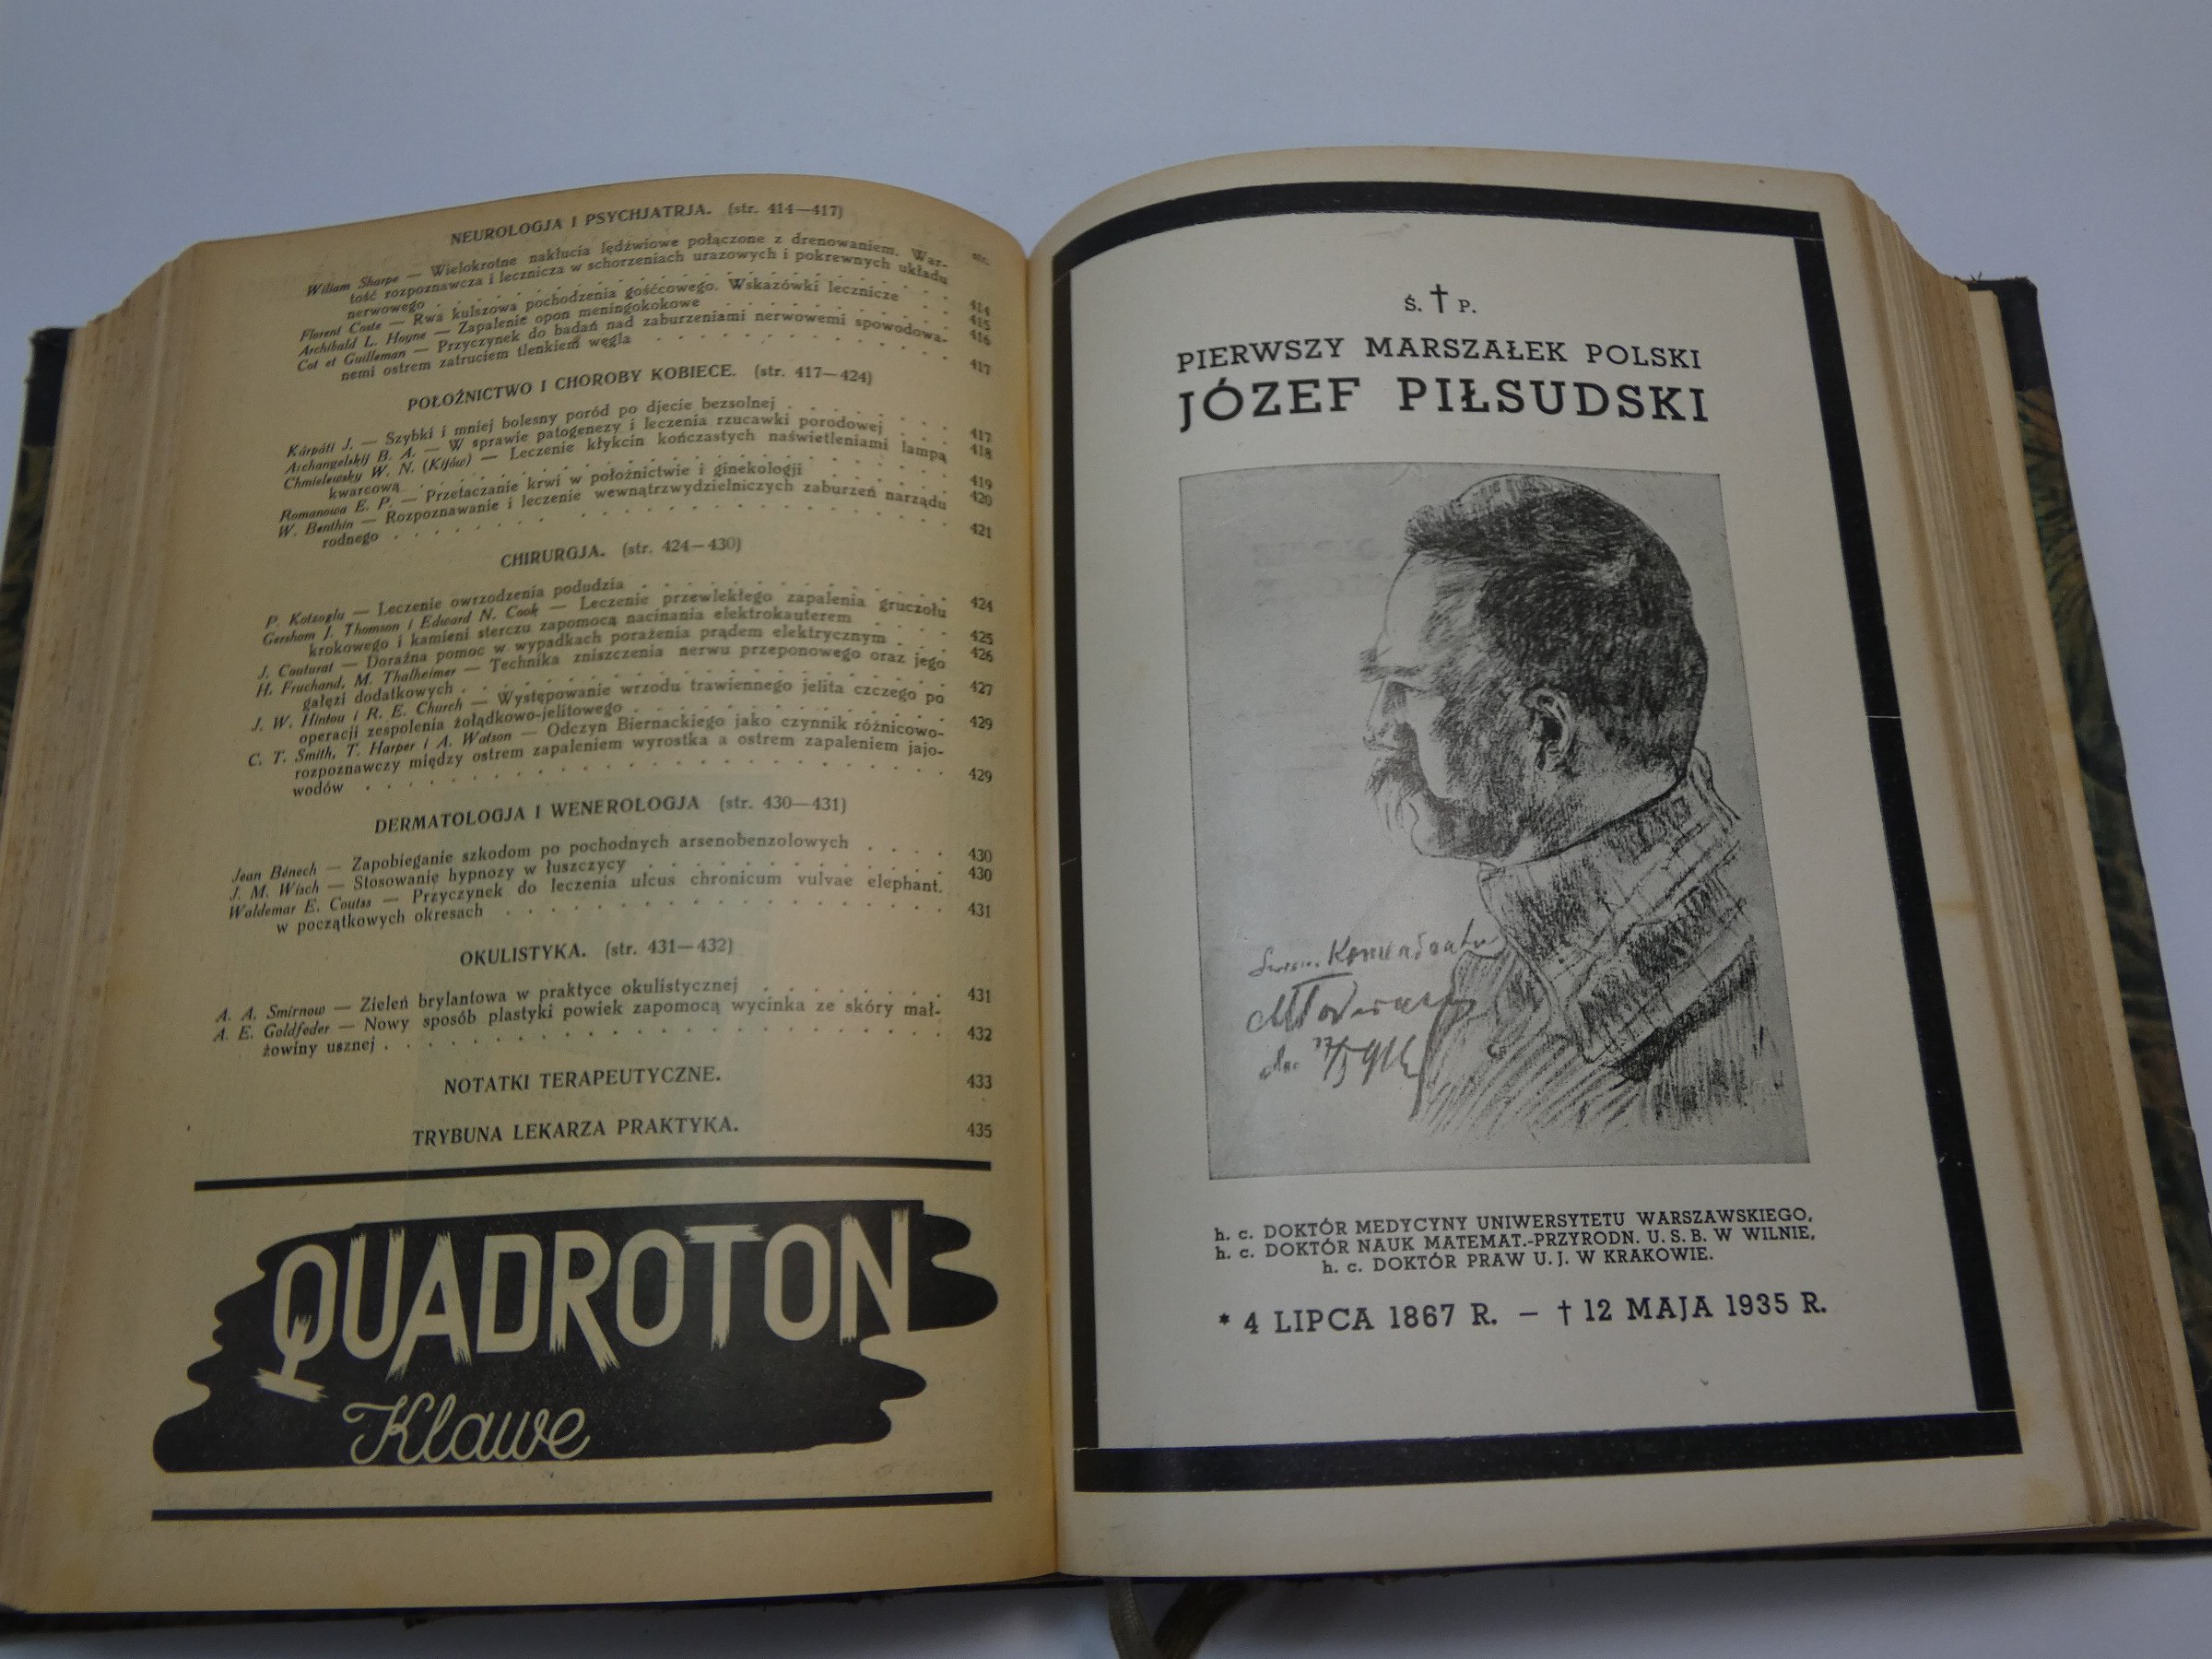 NEUROLOGJA I PSYCHJATRJA. (str. 414—417)
str.
Wiliam Sharpe — Wielokrotne nakłucia lędźwiowe połączone z drenowaniem. War-
tość rozpoznawcza i lecznicza w schorzeniach urazowych i pokrewnych układu
nerwowego . . . . . . . . . 414
Florent Coste — Rwa kulszowa pochodzenia gośćcowego. Wskazówki lecznicze 415
Archibald L. Hoyne — Zapalenie opon meningokokowe . . . . . 416
Cot et Guilleman — Przyczynek do badań nad zaburzeniami nerwowemi spowodowa-
nemi ostrem zatruciem tlenkiem węgla . . . . . . . 417
POŁOŻNICTWO I CHOROBY KOBIECE. (str. 417—424)
Kárpáti J. — Szybki i mniej bolesny poród po djecie bezsolnej . . . . 417
Archangelskij B. A. — W sprawie patogenezy i leczenia rzucawki porodowej 418
Chmielewsky W. N. (Kijów) — Leczenie kłykcin kończastych naświetleniami lampą
kwarcową . . . . . . . . . 419
Romanowa E. P. — Przetaczanie krwi w położnictwie i ginekologji . . . . 420
W. Benthin — Rozpoznawanie i leczenie wewnątrzwydzielniczych zaburzeń narządu
rodnego . . . . . . . . . 421
CHIRURGJA. (str. 424—430)
P. Kotzoglu — Leczenie owrzodzenia podudzia . . . . . . . 424
Gershom J. Thomson i Edward N. Cook — Leczenie przewlekłego zapalenia gruczołu
krokowego i kamieni sterczu zapomocą nacinania elektrokauterem . . . 425
J. Couturat — Doraźna pomoc w wypadkach porażenia prądem elektrycznym . . 426
H. Fruchand, M. Thalheimer — Technika zniszczenia nerwu przeponowego oraz jego
gałęzi dodatkowych . . . . . . . . . 427
J. W. Hintou i R. E. Church — Występowanie wrzodu trawiennego jelita czczego po
operacji zespolenia żołądkowo-jelitowego . . . . . . . 429
C. T. Smith, T. Harper i A. Watson — Odczyn Biernackiego jako czynnik różnicowo-
rozpoznawczy między ostrem zapaleniem wyrostka a ostrem zapaleniem jajo-
wodów . . . . . . . . . . 429
DERMATOLOGJA I WENEROLOGJA (str. 430—431)
Jean Bénech — Zapobieganie szkodom po pochodnych arsenobenzolowych . . . . 430
J. M. Wisch — Stosowanie hypnozy w łuszczycy . . . . . . . 430
Waldemar E. Coutss — Przyczynek do leczenia ulcus chronicum vulvae elephant.
w początkowych okresach . . . . . . . . . 431
OKULISTYKA. (str. 431—432)
A. A. Smirnow — Zieleń brylantowa w praktyce okulistycznej . . . . . 431
A. E. Goldfeder — Nowy sposób plastyki powiek zapomocą wycinka ze skóry mał-
żowiny usznej . . . . . . . . . . 432
NOTATKI TERAPEUTYCZNE. 433
TRYBUNA LEKARZA PRAKTYKA. 435
QUADROTON
Klawe
Ś. † P.
PIERWSZY MARSZAŁEK POLSKI
JÓZEF PIŁSUDSKI
Komendanta
h. c. DOKTÓR MEDYCYNY UNIWERSYTETU WARSZAWSKIEGO,
h. c. DOKTÓR NAUK MATEMAT.-PRZYRODN. U. S. B. W WILNIE,
h. c. DOKTÓR PRAW U. J. W KRAKOWIE.
* 4 LIPCA 1867 R. — † 12 MAJA 1935 R.